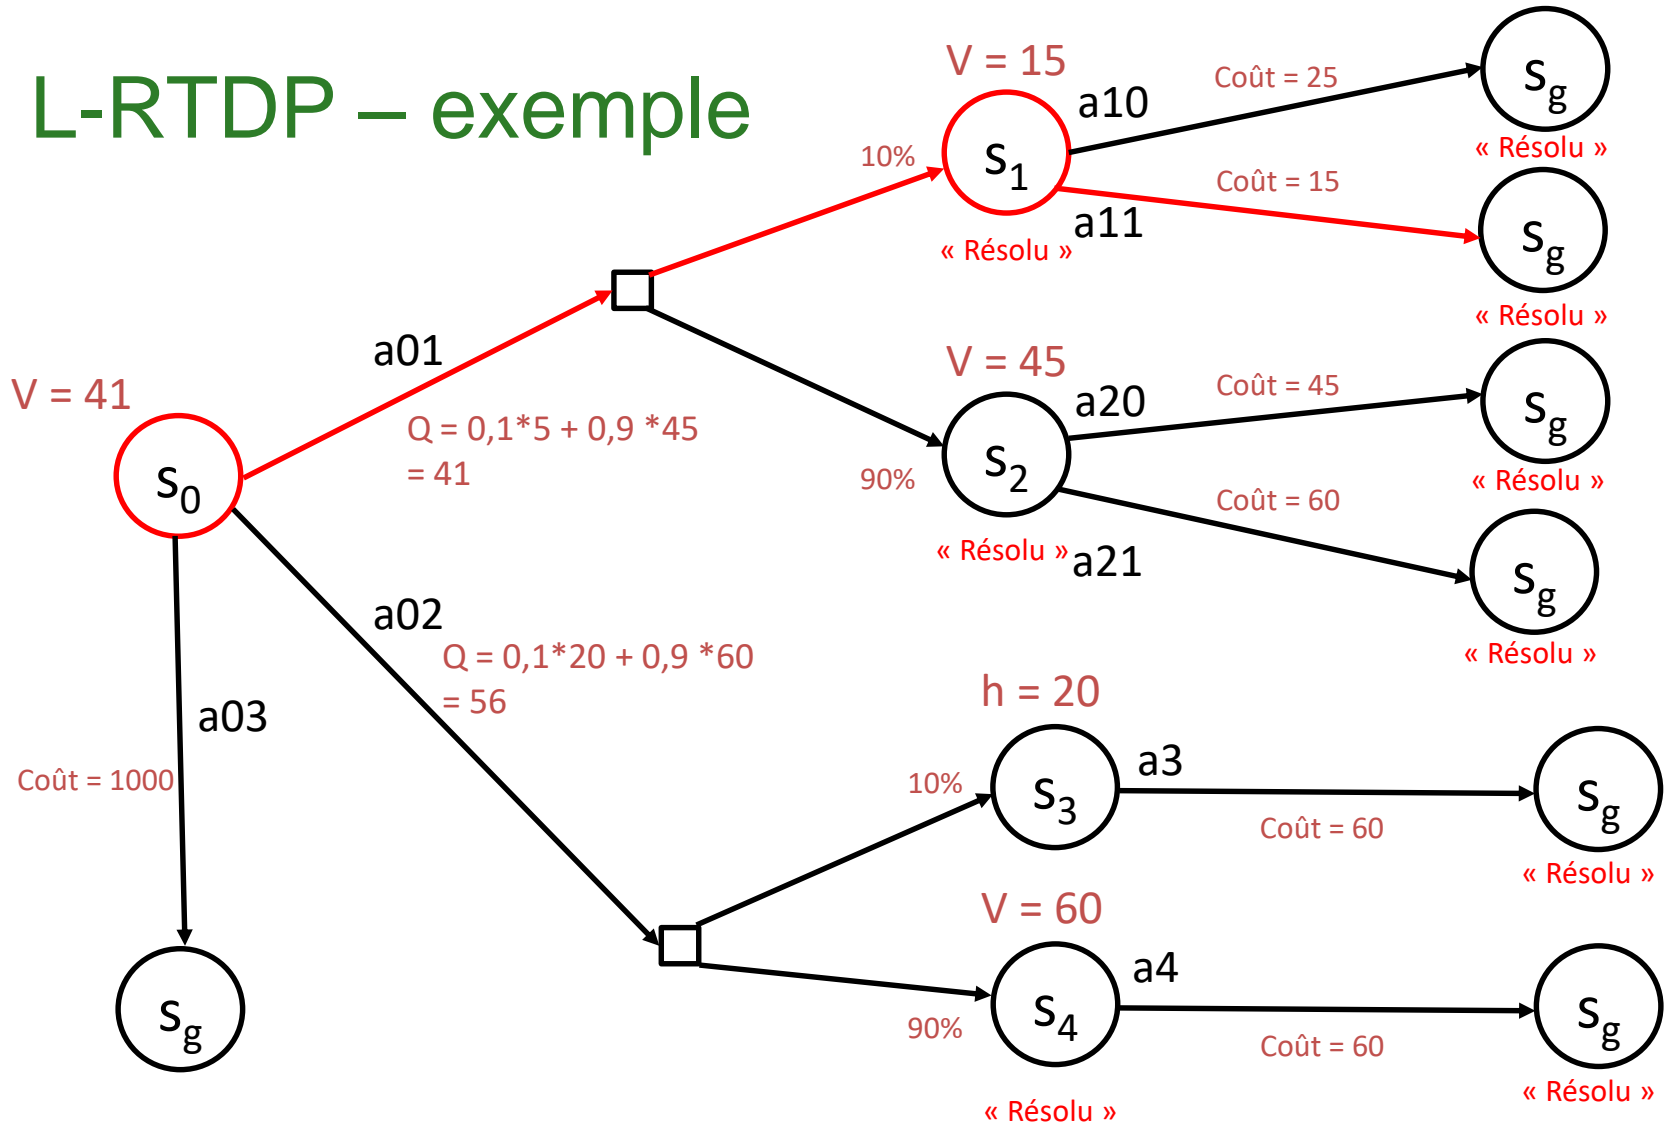 L-RTDP – exemple
V = 15
a10
Coût = 25
sg
« Résolu »
10%
s1
Coût = 15
a11
« Résolu »
sg
« Résolu »
a01
V = 41
Q = 0,1*5 + 0,9 *45
= 41
V = 45
a20
Coût = 45
sg
« Résolu »
s0
90%
s2
Coût = 60
« Résolu »
a21
sg
« Résolu »
a02
Q = 0,1*20 + 0,9 *60
= 56
a03
Coût = 1000
h = 20
10%
s3
a3
Coût = 60
sg
« Résolu »
V = 60
90%
s4
a4
Coût = 60
sg
« Résolu »
« Résolu »
sg